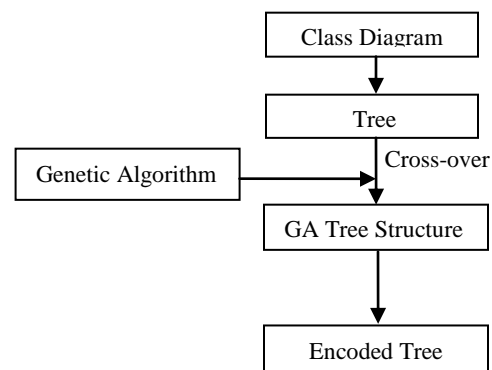 Class Diagram
Tree
Cross-over
Genetic Algorithm
GA Tree Structure
Encoded Tree